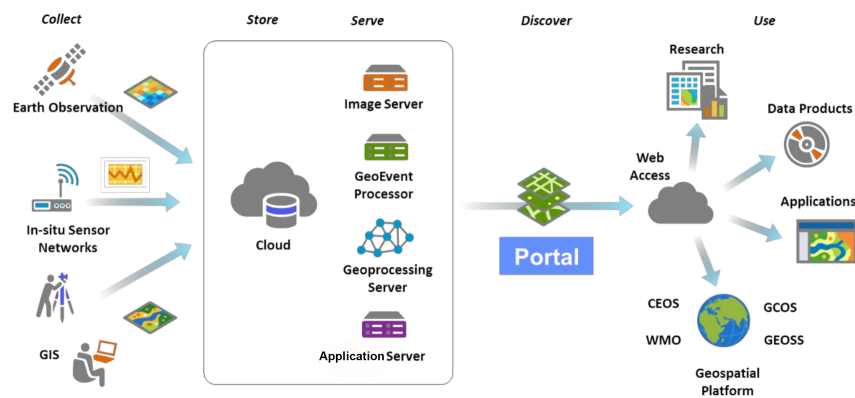 Collect
Store
Serve
Discover
Use
Earth Observation
In-situ Sensor
Networks
GIS
Cloud
Image Server
GeoEvent
Processor
Geoprocessing
Server
Application Server
Portal
Web
Access
Research
Data Products
Applications
CEOS
GCOS
WMO
GEOSS
Geospatial
Platform